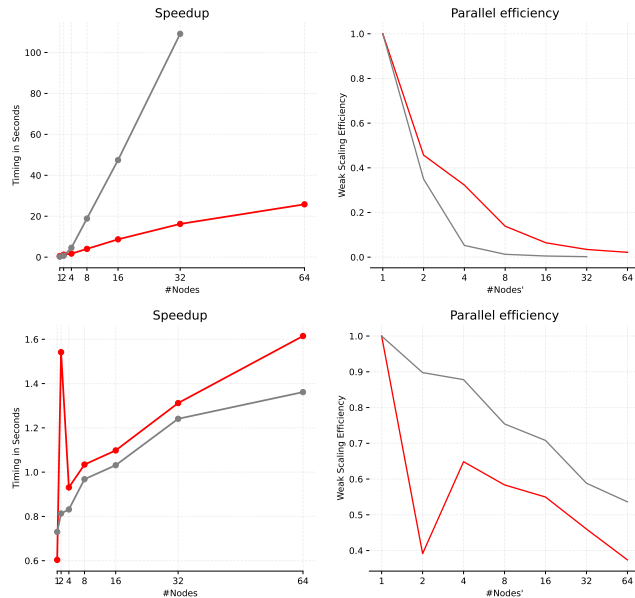 Speedup
Timing in Seconds
100
80
60
40
20
0
1 2 4 8 16 32 64
#Nodes
Parallel efficiency
Weak Scaling Efficiency
1.0
0.8
0.6
0.4
0.2
0.0
1 2 4 8 16 32 64
#Nodes'
Speedup
Timing in Seconds
1.6
1.4
1.2
1.0
0.8
0.6
1 2 4 8 16 32 64
#Nodes
Parallel efficiency
Weak Scaling Efficiency
1.0
0.9
0.8
0.7
0.6
0.5
0.4
1 2 4 8 16 32 64
#Nodes'